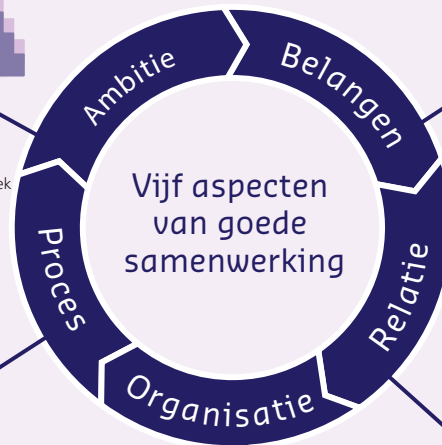 Ambitie
Belangen
Vijf aspecten
van goede
samenwerking
Relatie
Organisatie
Proces